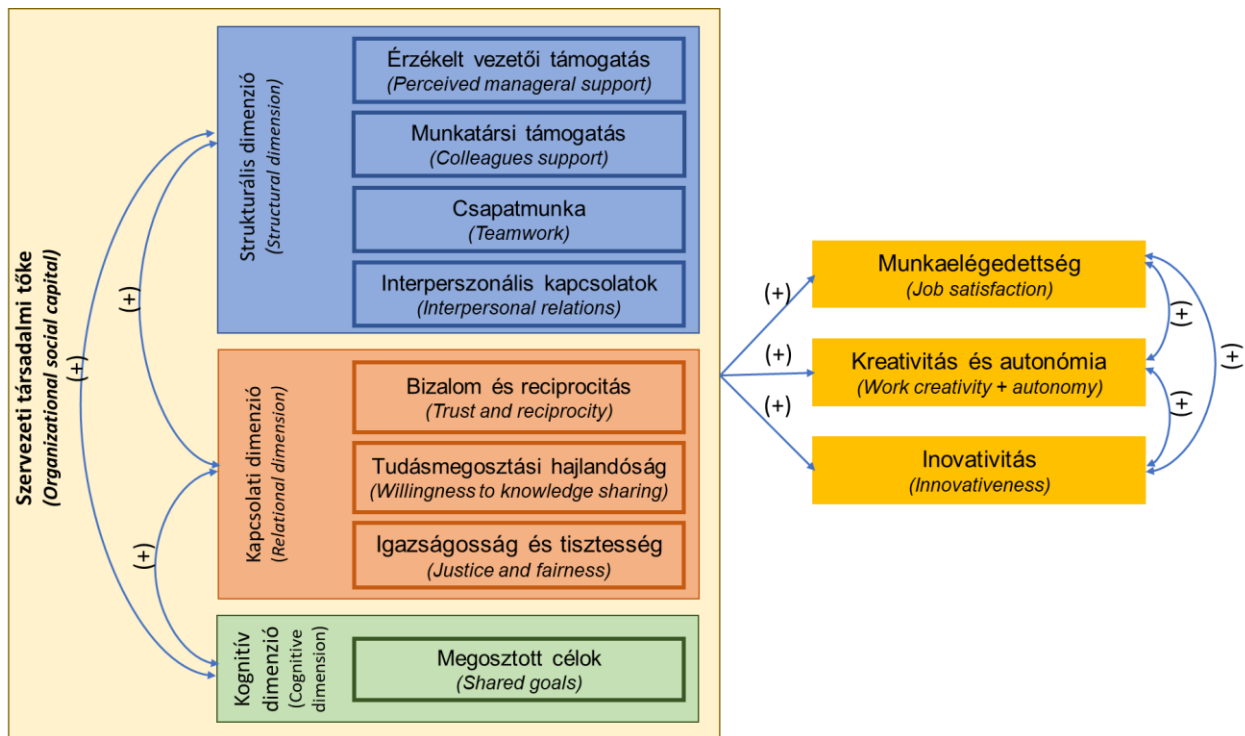 Szervezeti társadalmi tőke
(Organizational social capital)
(+)
(+)
(+)
Strukturális dimenzió
(Structural dimension)
Érzékelt vezetői támogatás
(Perceived manageral support)
Munkatársi támogatás
(Colleagues support)
Csapatmunka
(Teamwork)
Interperszonális kapcsolatok
(Interpersonal relations)
Kapcsolati dimenzió
(Relational dimension)
Bizalom és reciprocitás
(Trust and reciprocity)
Tudásmegosztási hajlandóság
(Willingness to knowledge sharing)
Igazságosság és tisztesség
(Justice and fairness)
Kognitív
dimenzió
(Cognitive
dimension)
Megosztott célok
(Shared goals)
(+)
(+)
(+)
Munkaelégedettség
(Job satisfaction)
Kreativitás és autonómia
(Work creativity + autonomy)
Inovativitás
(Innovativeness)
(+)
(+)
(+)